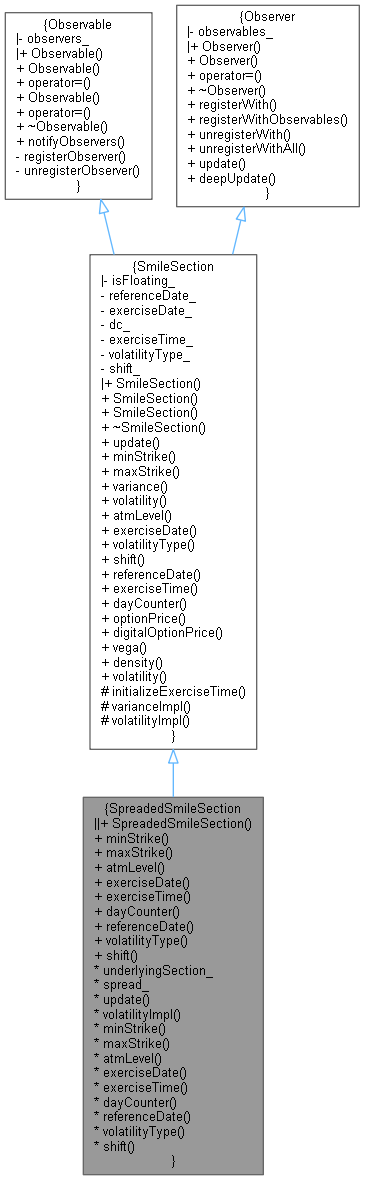 {Observable
|- observers_
|+ Observable()
+ Observable()
+ operator=()
+ Observable()
+ operator=()
+ ~Observable()
+ notifyObservers()
- registerObserver()
- unregisterObserver()
}
{Observer
|- observables_
|+ Observer()
+ Observer()
+ operator=()
+ ~Observer()
+ registerWith()
+ registerWithObservables()
+ unregisterWith()
+ unregisterWithAll()
+ update()
+ deepUpdate()
}
{SmileSection
|- isFloating_
- referenceDate_
- exerciseDate_
- dc_
- exerciseTime_
- volatilityType_
- shift_
|+ SmileSection()
+ SmileSection()
+ SmileSection()
+ ~SmileSection()
+ update()
+ minStrike()
+ maxStrike()
+ variance()
+ volatility()
+ atmLevel()
+ exerciseDate()
+ volatilityType()
+ shift()
+ referenceDate()
+ exerciseTime()
+ dayCounter()
+ optionPrice()
+ digitalOptionPrice()
+ vega()
+ density()
+ volatility()
# initializeExerciseTime()
# varianceImpl()
# volatilityImpl()
}
{SpreadedSmileSection
||+ SpreadedSmileSection()
+ minStrike()
+ maxStrike()
+ atmLevel()
+ exerciseDate()
+ exerciseTime()
+ dayCounter()
+ referenceDate()
+ volatilityType()
+ shift()
* underlyingSection_
* spread_
* update()
* volatilityImpl()
* minStrike()
* maxStrike()
* atmLevel()
* exerciseDate()
* exerciseTime()
* dayCounter()
* referenceDate()
* volatilityType()
* shift()
}